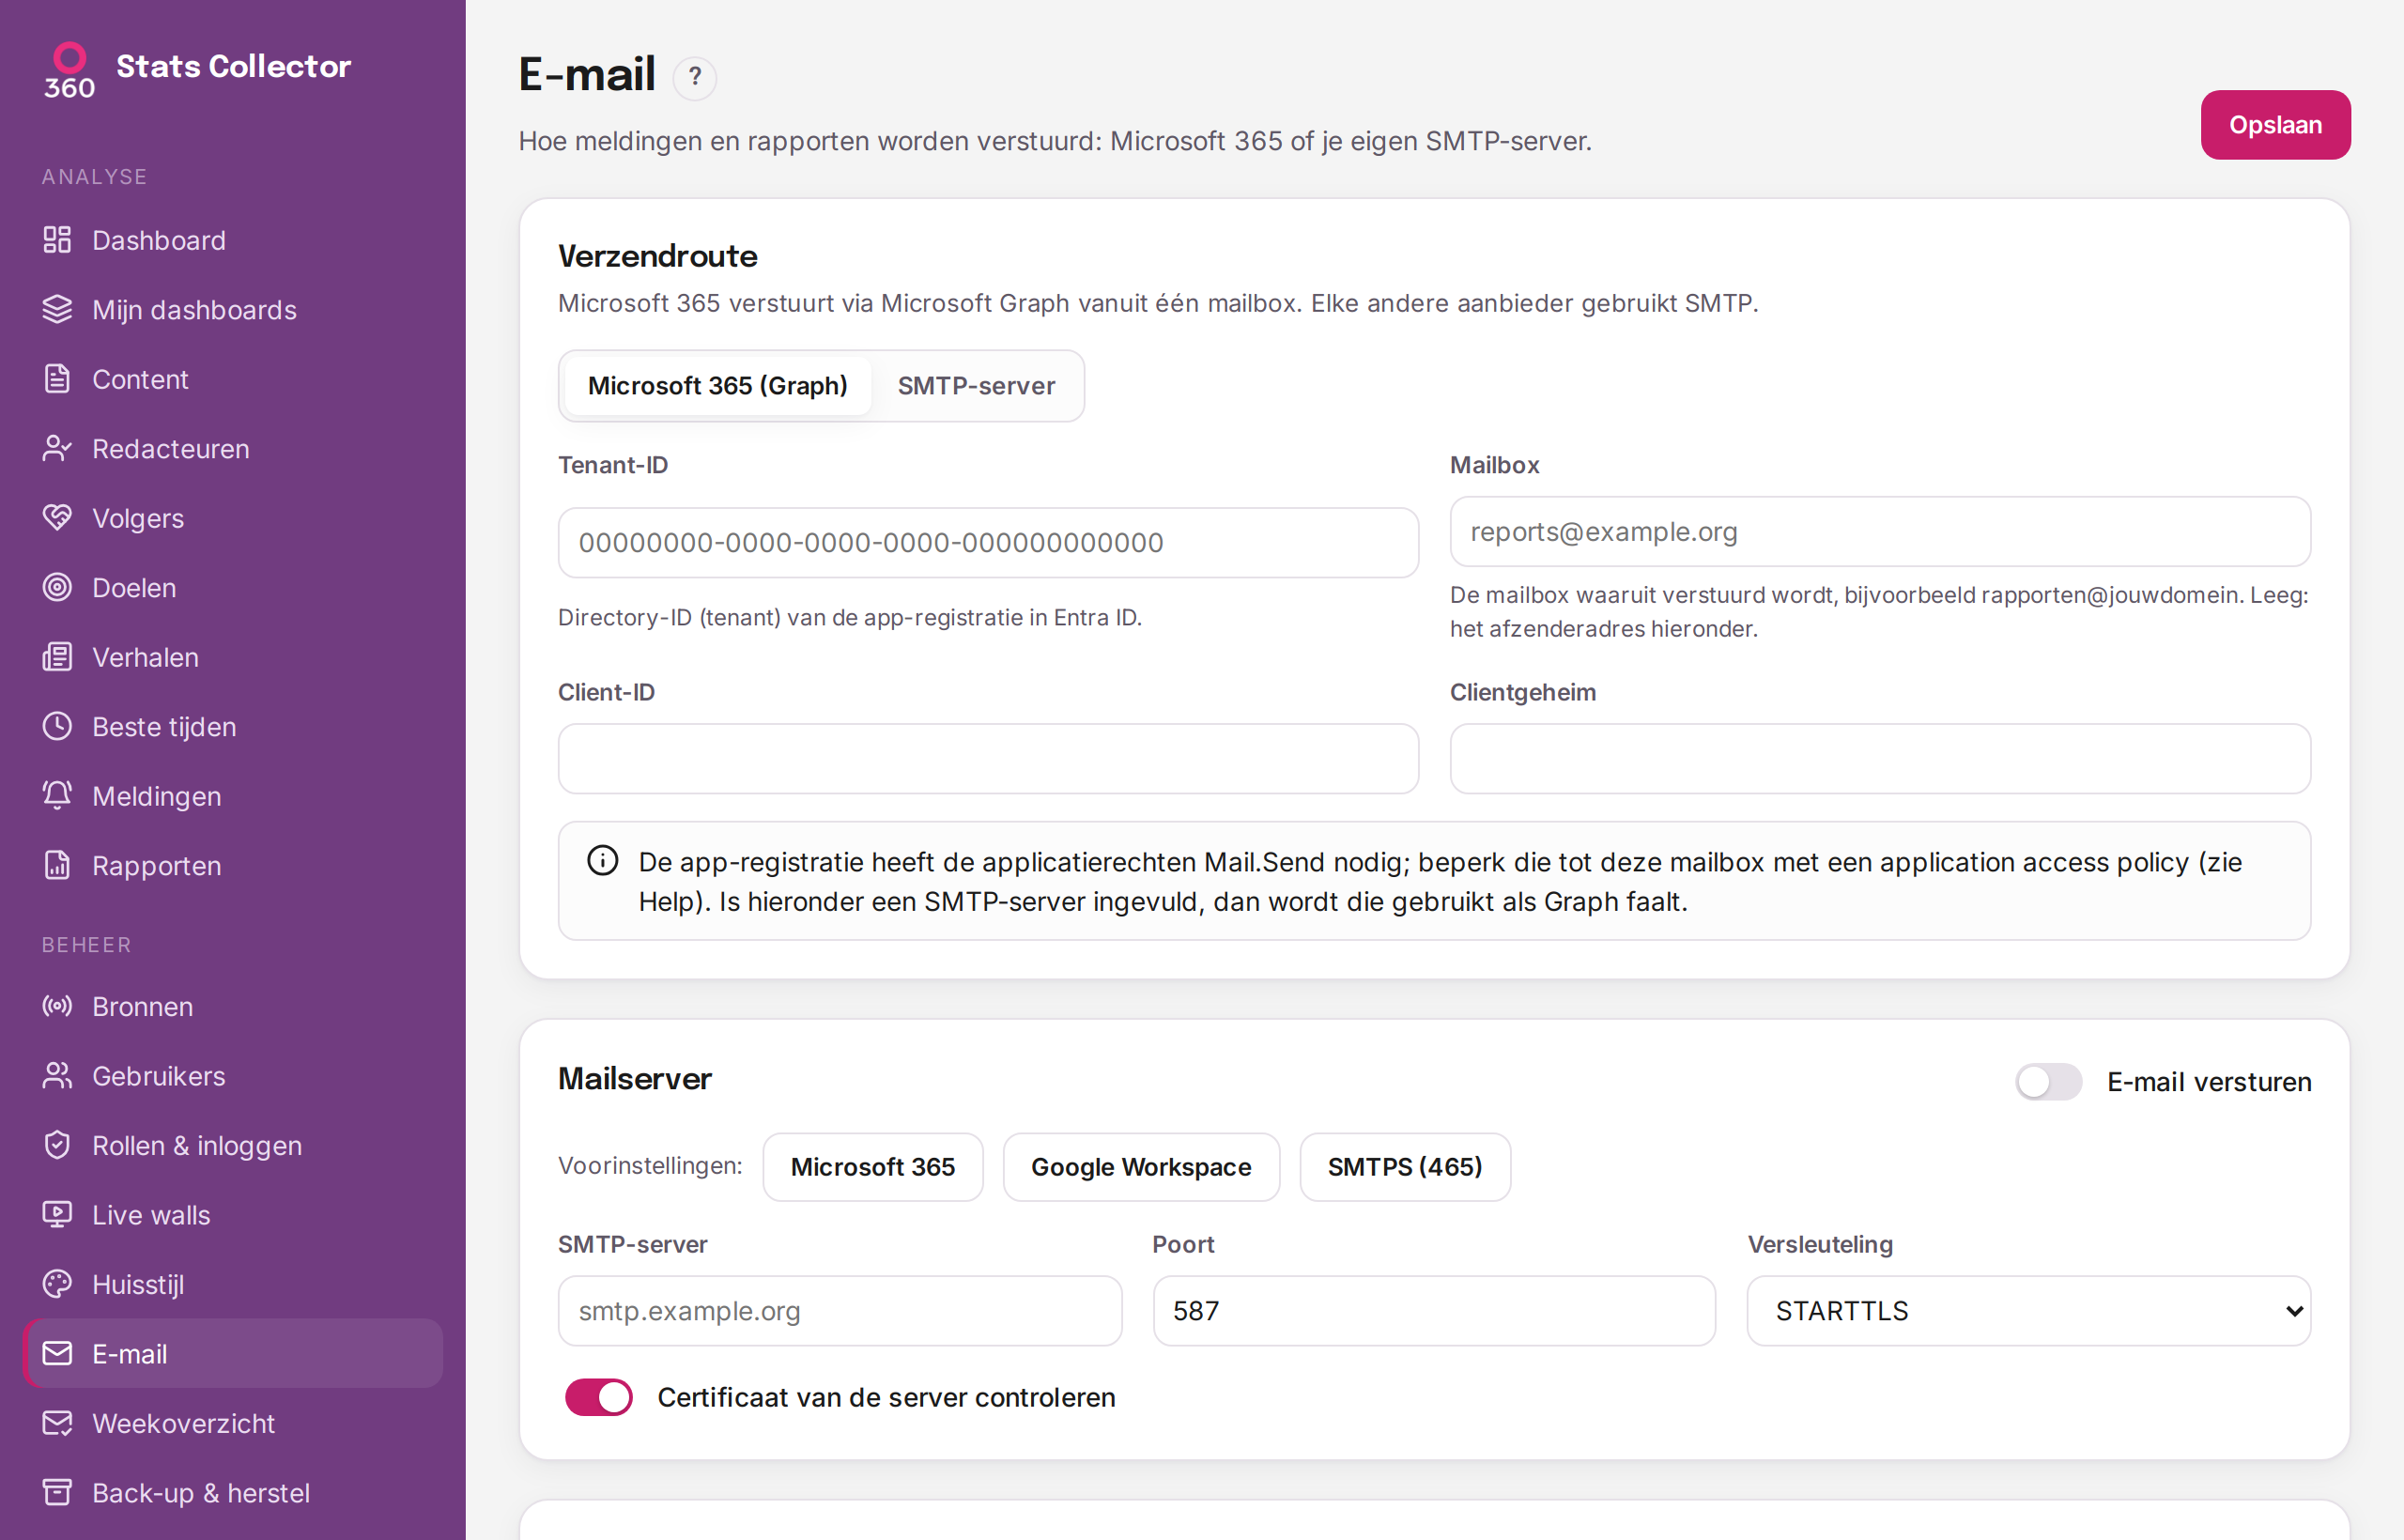 360
Stats Collector
ANALYSE
Dashboard
Mijn dashboards
Content
Redacteuren
Volgers
Doelen
Verhalen
Beste tijden
Meldingen
Rapporten
BEHEER
Bronnen
Gebruikers
Rollen & inloggen
Live walls
Huisstijl
E-mail
Weekoverzicht
Back-up & herstel
E-mail ?
Hoe meldingen en rapporten worden verstuurd: Microsoft 365 of je eigen SMTP-server.
Opslaan
Verzendroute
Microsoft 365 verstuurt via Microsoft Graph vanuit één mailbox. Elke andere aanbieder gebruikt SMTP.
Microsoft 365 (Graph) SMTP-server
Tenant-ID
00000000-0000-0000-0000-000000000000
Directory-ID (tenant) van de app-registratie in Entra ID.
Mailbox
reports@example.org
De mailbox waaruit verstuurd wordt, bijvoorbeeld rapporten@jouwdomein. Leeg:
het afzenderadres hieronder.
Client-ID
Clientgeheim
De app-registratie heeft de applicatierechten Mail.Send nodig; beperk die tot deze mailbox met een application access policy (zie
Help). Is hieronder een SMTP-server ingevuld, dan wordt die gebruikt als Graph faalt.
Mailserver
E-mail versturen
Voorinstellingen: Microsoft 365 Google Workspace SMTPS (465)
SMTP-server
smtp.example.org
Poort
587
Versleuteling
STARTTLS
Certificaat van de server controleren